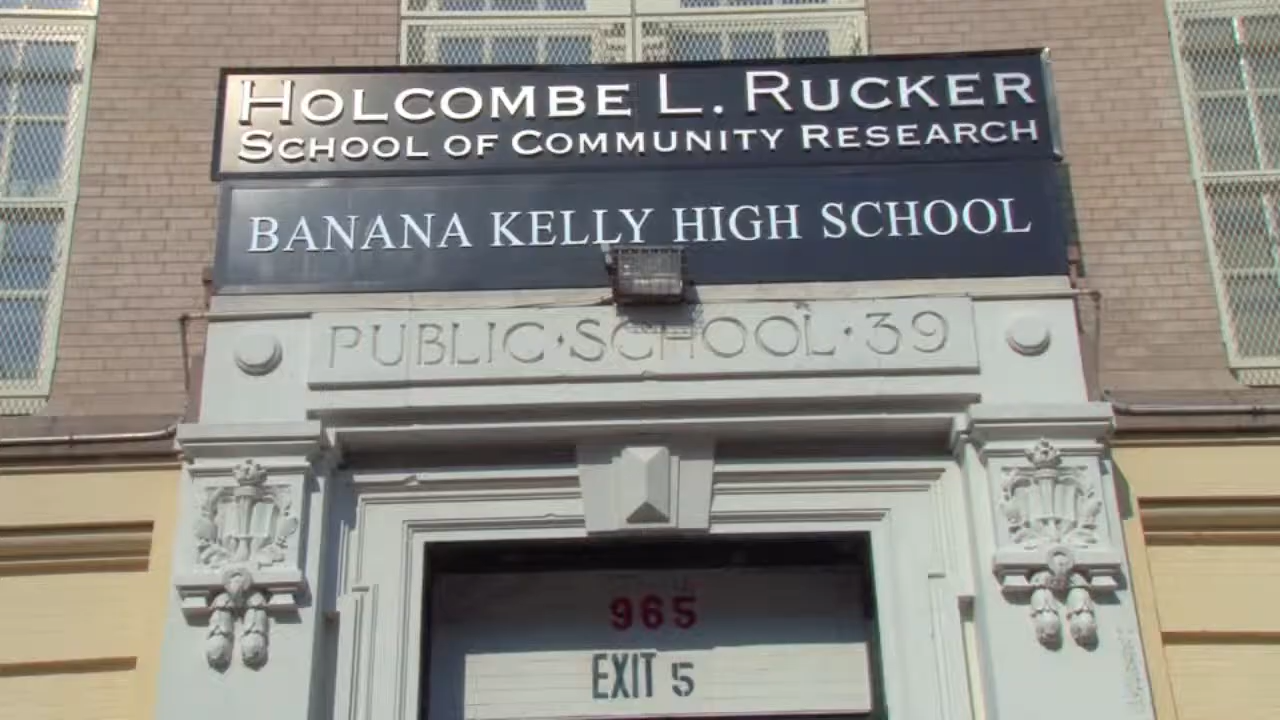 HOLCOMBE L. RUCKER
SCHOOL OF COMMUNITY RESEARCH
BANANA KELLY HIGH SCHOOL
PUBLIC·SCHOOL·39
965
EXIT 5